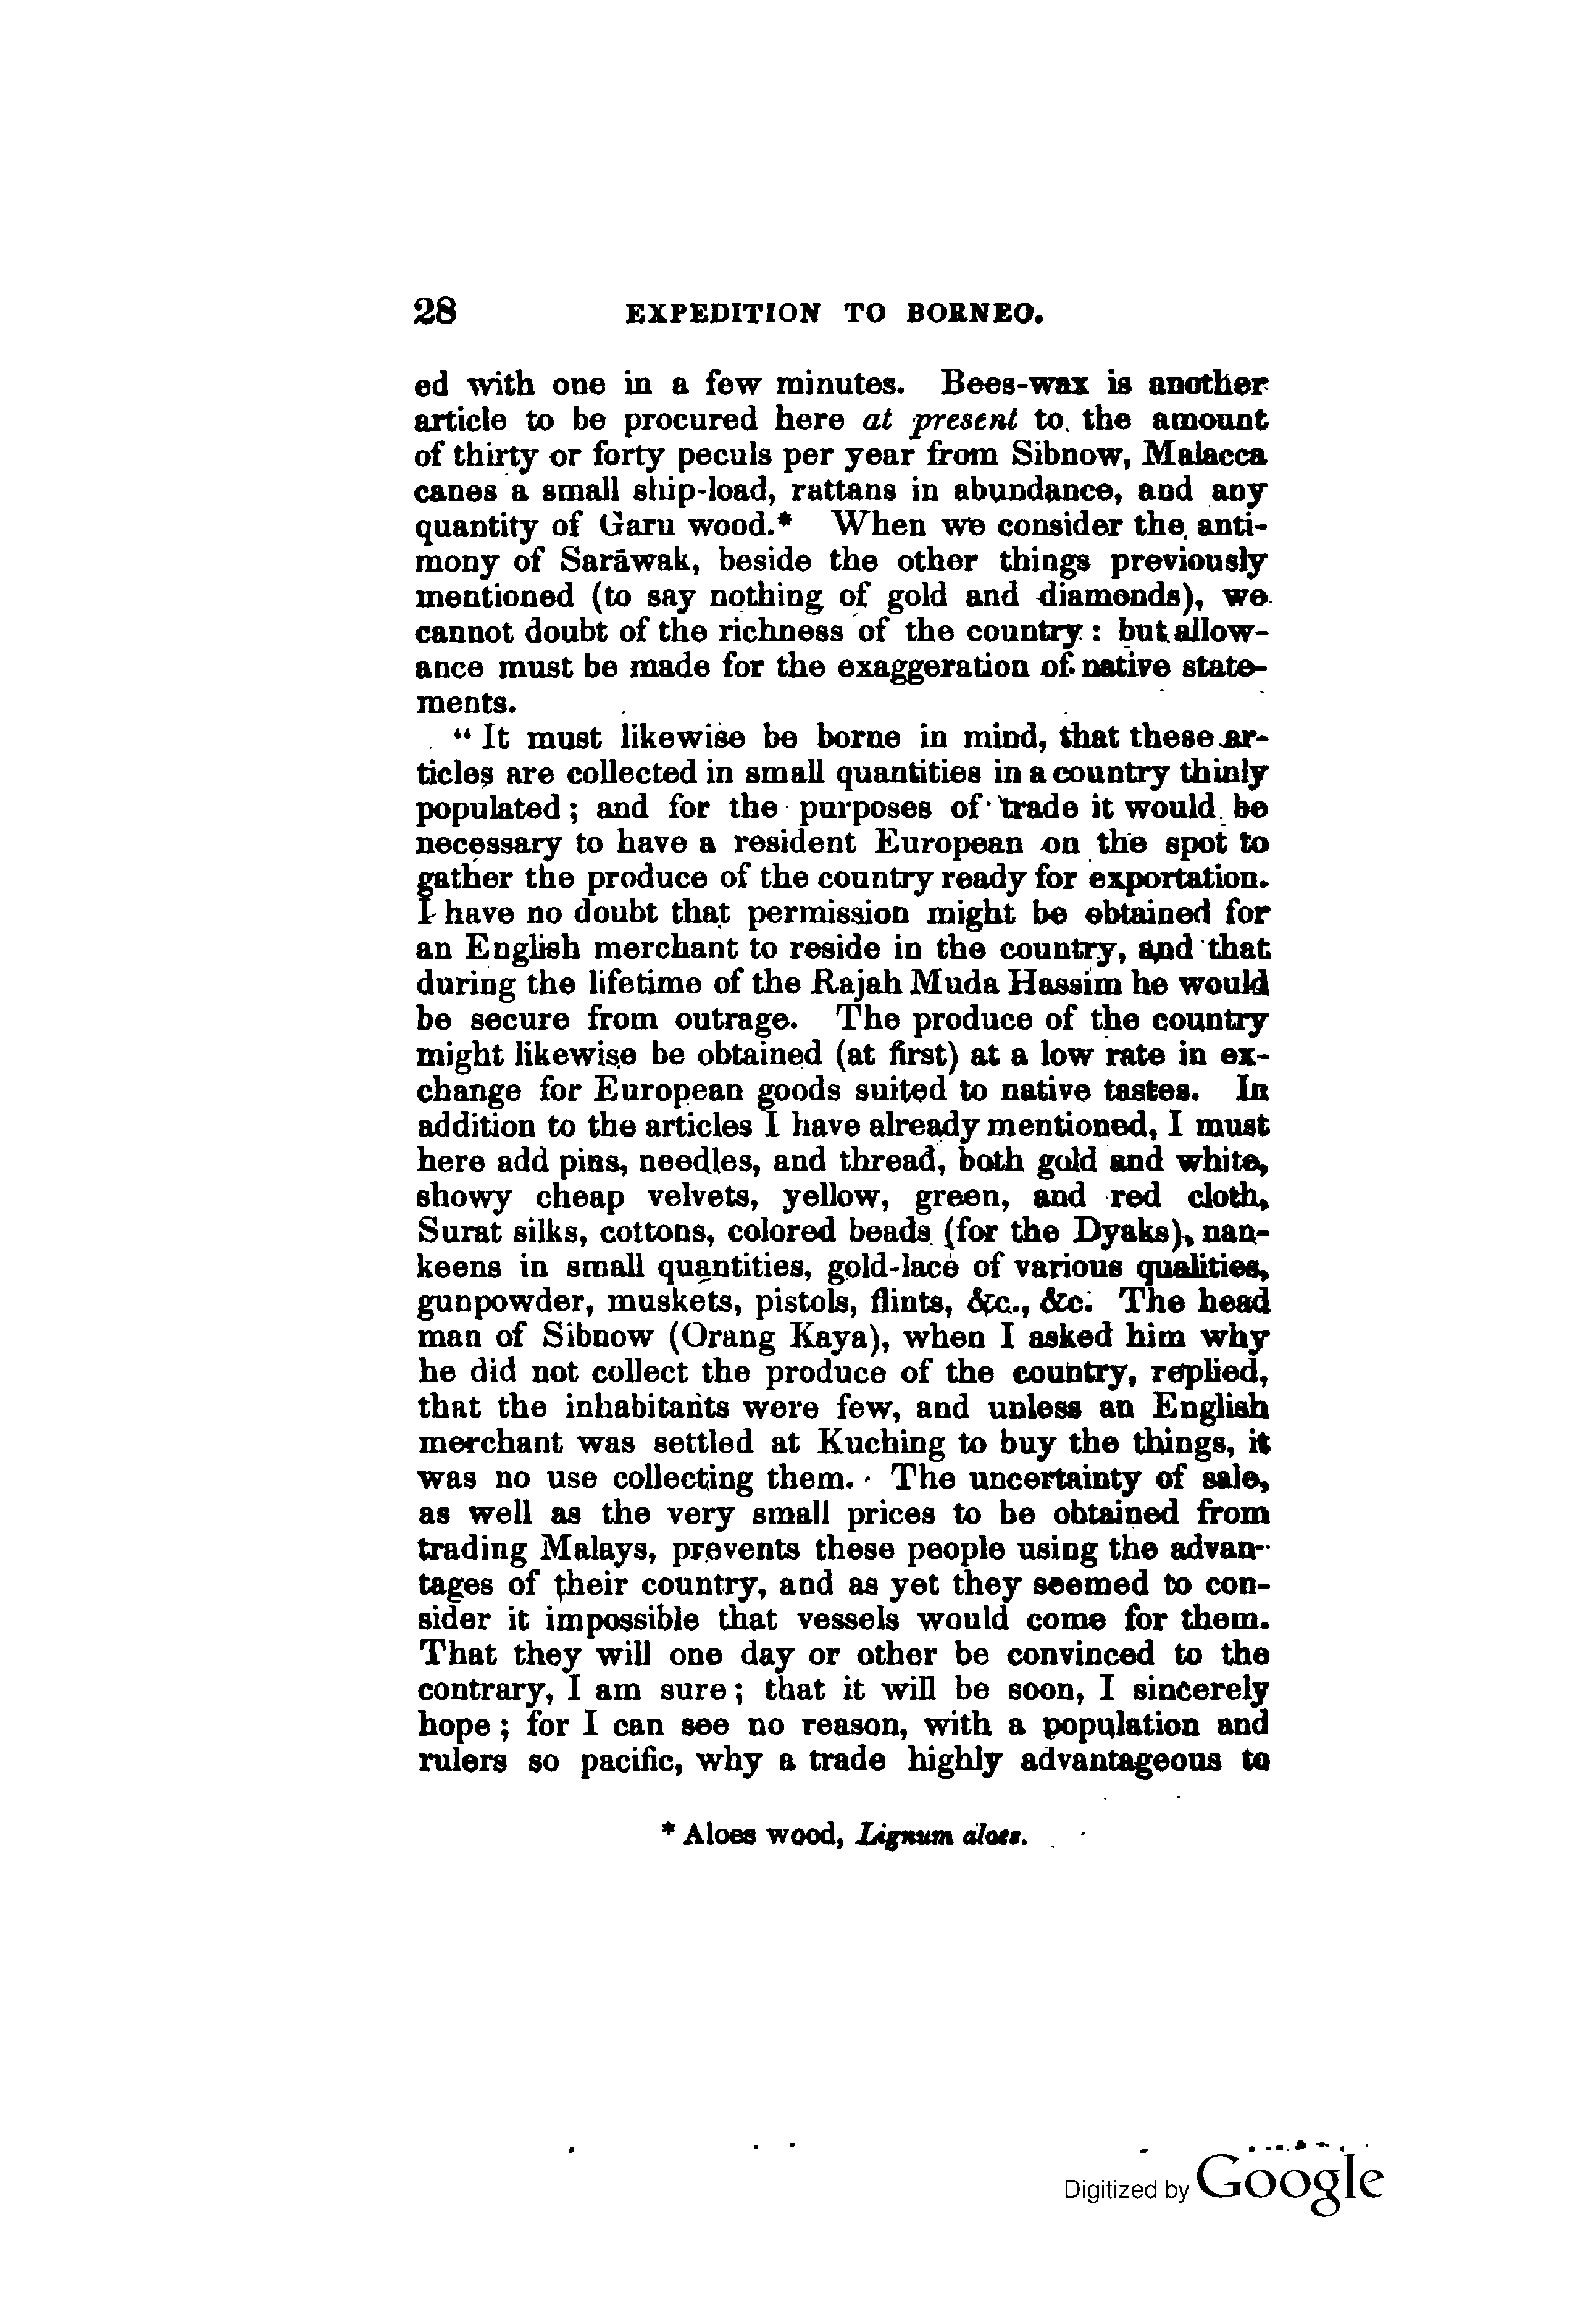 28 EXPEDITION TO BORNEO.
ed with one in a few minutes. Bees-wax is another
article to be procured here at present to the amount
of thirty or forty peculs per year from Sibnow, Malacca
canes a small ship-load, rattans in abundance, and any
quantity of Garu wood.* When we consider the anti-
mony of Sarāwak, beside the other things previously
mentioned (to say nothing of gold and diamonds), we
cannot doubt of the richness of the country: but allow-
ance must be made for the exaggeration of native state-
ments.
“ It must likewise be borne in mind, that these ar-
ticles are collected in small quantities in a country thinly
populated; and for the purposes of trade it would be
necessary to have a resident European on the spot to
gather the produce of the country ready for exportation.
I have no doubt that permission might be obtained for
an English merchant to reside in the country, and that
during the lifetime of the Rajah Muda Hassim he would
be secure from outrage. The produce of the country
might likewise be obtained (at first) at a low rate in ex-
change for European goods suited to native tastes. In
addition to the articles I have already mentioned, I must
here add pins, needles, and thread, both gold and white,
showy cheap velvets, yellow, green, and red cloth,
Surat silks, cottons, colored beads (for the Dyaks), nan-
keens in small quantities, gold-lace of various qualities,
gunpowder, muskets, pistols, flints, &c., &c. The head
man of Sibnow (Orang Kaya), when I asked him why
he did not collect the produce of the country, replied,
that the inhabitants were few, and unless an English
merchant was settled at Kuching to buy the things, it
was no use collecting them. The uncertainty of sale,
as well as the very small prices to be obtained from
trading Malays, prevents these people using the advan-
tages of their country, and as yet they seemed to con-
sider it impossible that vessels would come for them.
That they will one day or other be convinced to the
contrary, I am sure; that it will be soon, I sincerely
hope; for I can see no reason, with a population and
rulers so pacific, why a trade highly advantageous to
* Aloes wood, Lignum aloes.
Digitized by Google